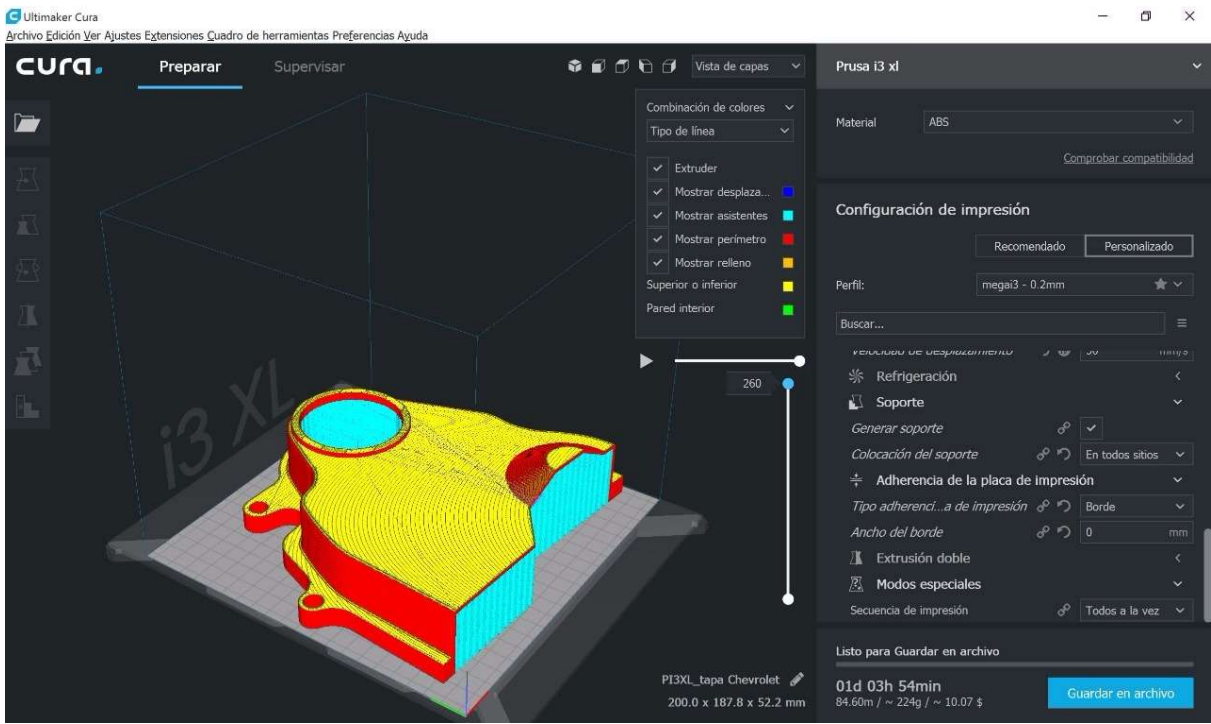 Ultimaker Cura
Archivo Edición Ver Ajustes Extensiones Cuadro de herramientas Preferencias Ayuda
cura.
Preparar
Supervisar
Vista de capas
Prusa i3 xl
Combinación de colores
Tipo de línea
Extruder
Mostrar desplaza...
Mostrar asistentes
Mostrar perímetro
Mostrar relleno
Superior o inferior
Pared interior
260
i3 XL
PI3XL_tapa Chevrolet
200.0 x 187.8 x 52.2 mm
Material ABS
Comprobar compatibilidad
Configuración de impresión
Recomendado Personalizado
Perfil: megai3 - 0.2mm
Buscar...
Velocidad de desplazamiento 50 mm/s
Refrigeración
Soporte
Generar soporte
Colocación del soporte En todos sitios
Adherencia de la placa de impresión
Tipo adherenci...a de impresión Borde
Ancho del borde 0 mm
Extrusión doble
Modos especiales
Secuencia de impresión Todos a la vez
Listo para Guardar en archivo
01d 03h 54min
84.60m / ~ 224g / ~ 10.07 $
Guardar en archivo